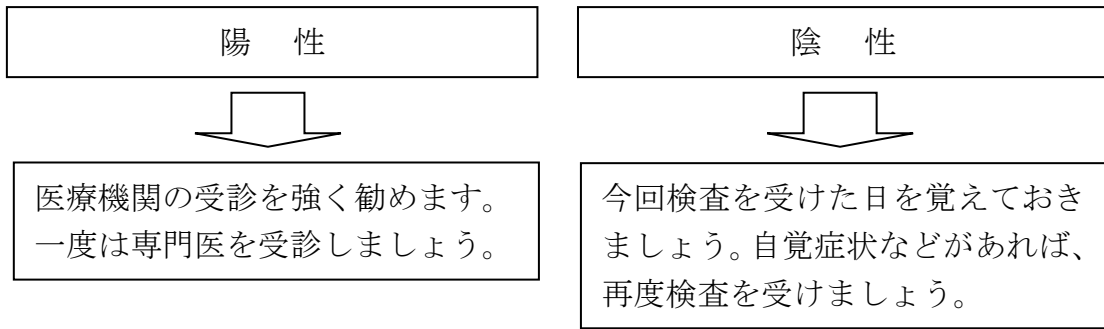 陽 性
医療機関の受診を強く勧めます。
一度は専門医を受診しましょう。
陰 性
今回検査を受けた日を覚えておき
ましょう。自覚症状などがあれば、
再度検査を受けましょう。